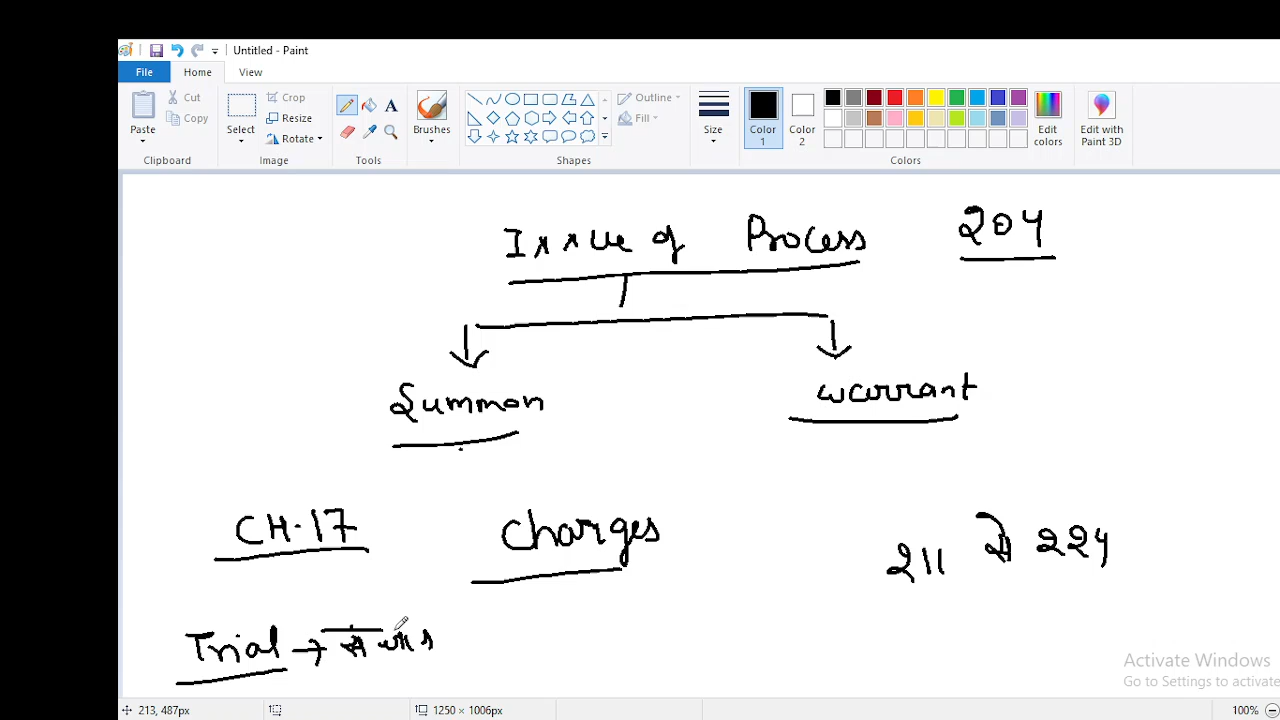 Untitled - Paint
File Home View
Cut
Copy
Paste
Crop
Resize
Rotate
Select
Brushes
Outline
Fill
Size
Color 1
Color 2
Edit colors
Edit with Paint 3D
Clipboard
Image
Tools
Shapes
Colors
Issue of Process 204
Summon warrant
CH-17 Charges 211 से 224
Trial →
Activate Windows
Go to Settings to activate
213, 487px
1250 × 1006px
100%